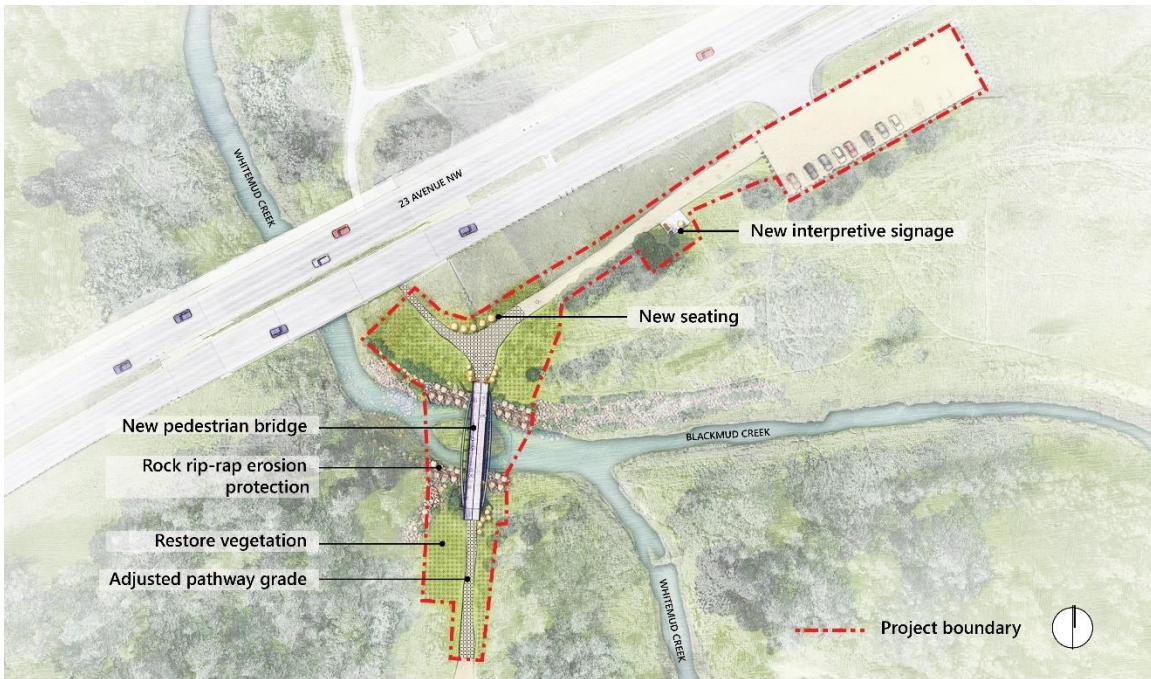 WHITEMUD CREEK
23 AVENUE NW
New interpretive signage
New seating
New pedestrian bridge
BLACKMUD CREEK
Rock rip-rap erosion
protection
Restore vegetation
Adjusted pathway grade
WHITEMUD CREEK
Project boundary